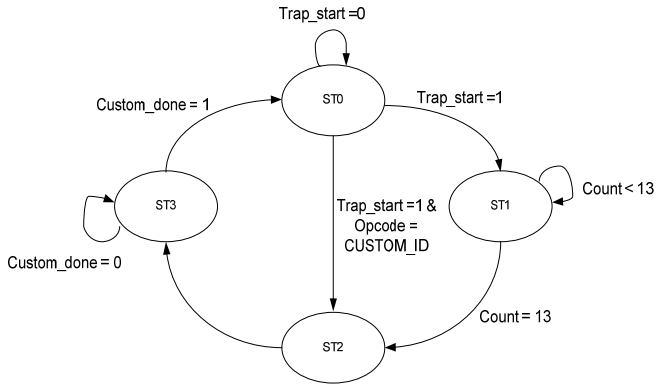 Trap_start =0
ST0
Custom_done = 1
Trap_start =1
ST3
Trap_start =1 &
Opcode =
CUSTOM_ID
ST1
Count < 13
Custom_done = 0
Count = 13
ST2